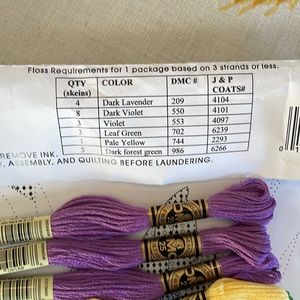 Floss Requirements for 1 package based on 3 strands or less.
QTY (skeins) COLOR DMC # J & P COATS#
4 Dark Lavender 209 4104
8 Dark Violet 550 4101
3 Violet 553 4097
3 Leaf Green 702 6239
Pale Yellow 744 2293
5 Dark forest green 986 6266
REMOVE INK.
ASSEMBLY, AND QUILTING BEFORE LAUNDERING.